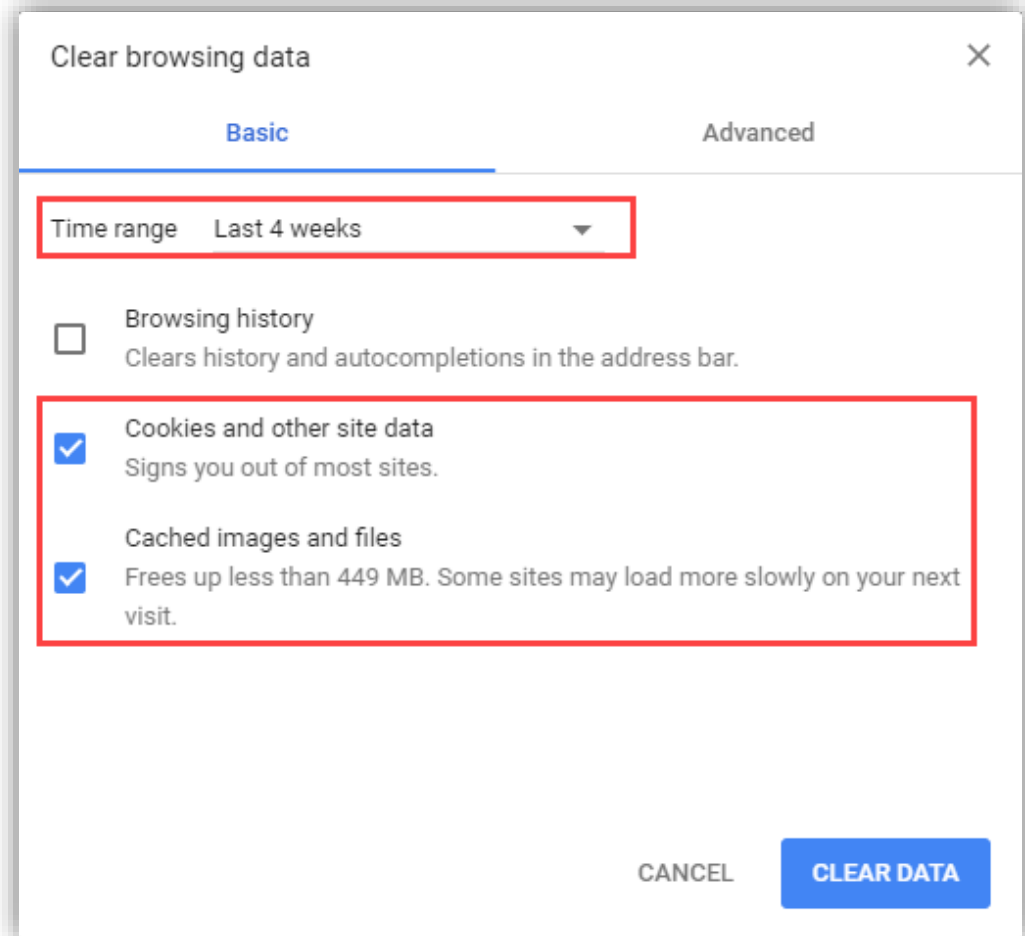 Clear browsing data
Basic Advanced
Time range Last 4 weeks
Browsing history
Clears history and autocompletions in the address bar.
Cookies and other site data
Signs you out of most sites.
Cached images and files
Frees up less than 449 MB. Some sites may load more slowly on your next
visit.
CANCEL CLEAR DATA